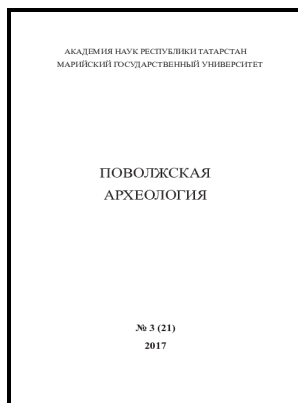 АКАДЕМИЯ НАУК РЕСПУБЛИКИ ТАТАРСТАН
МАРИЙСКИЙ ГОСУДАРСТВЕННЫЙ УНИВЕРСИТЕТ
ПОВОЛЖСКАЯ
АРХЕОЛОГИЯ
№ 3 (21)
2017